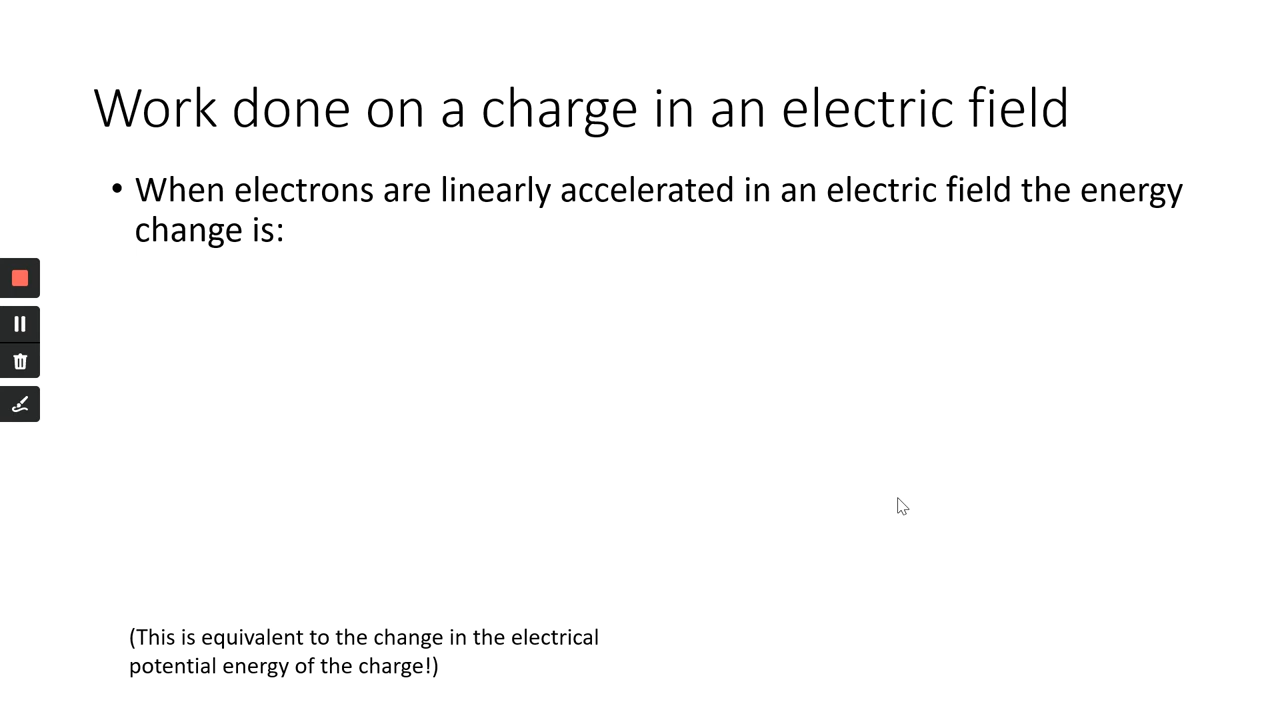 Work done on a charge in an electric field
• When electrons are linearly accelerated in an electric field the energy
change is:
(This is equivalent to the change in the electrical
potential energy of the charge!)